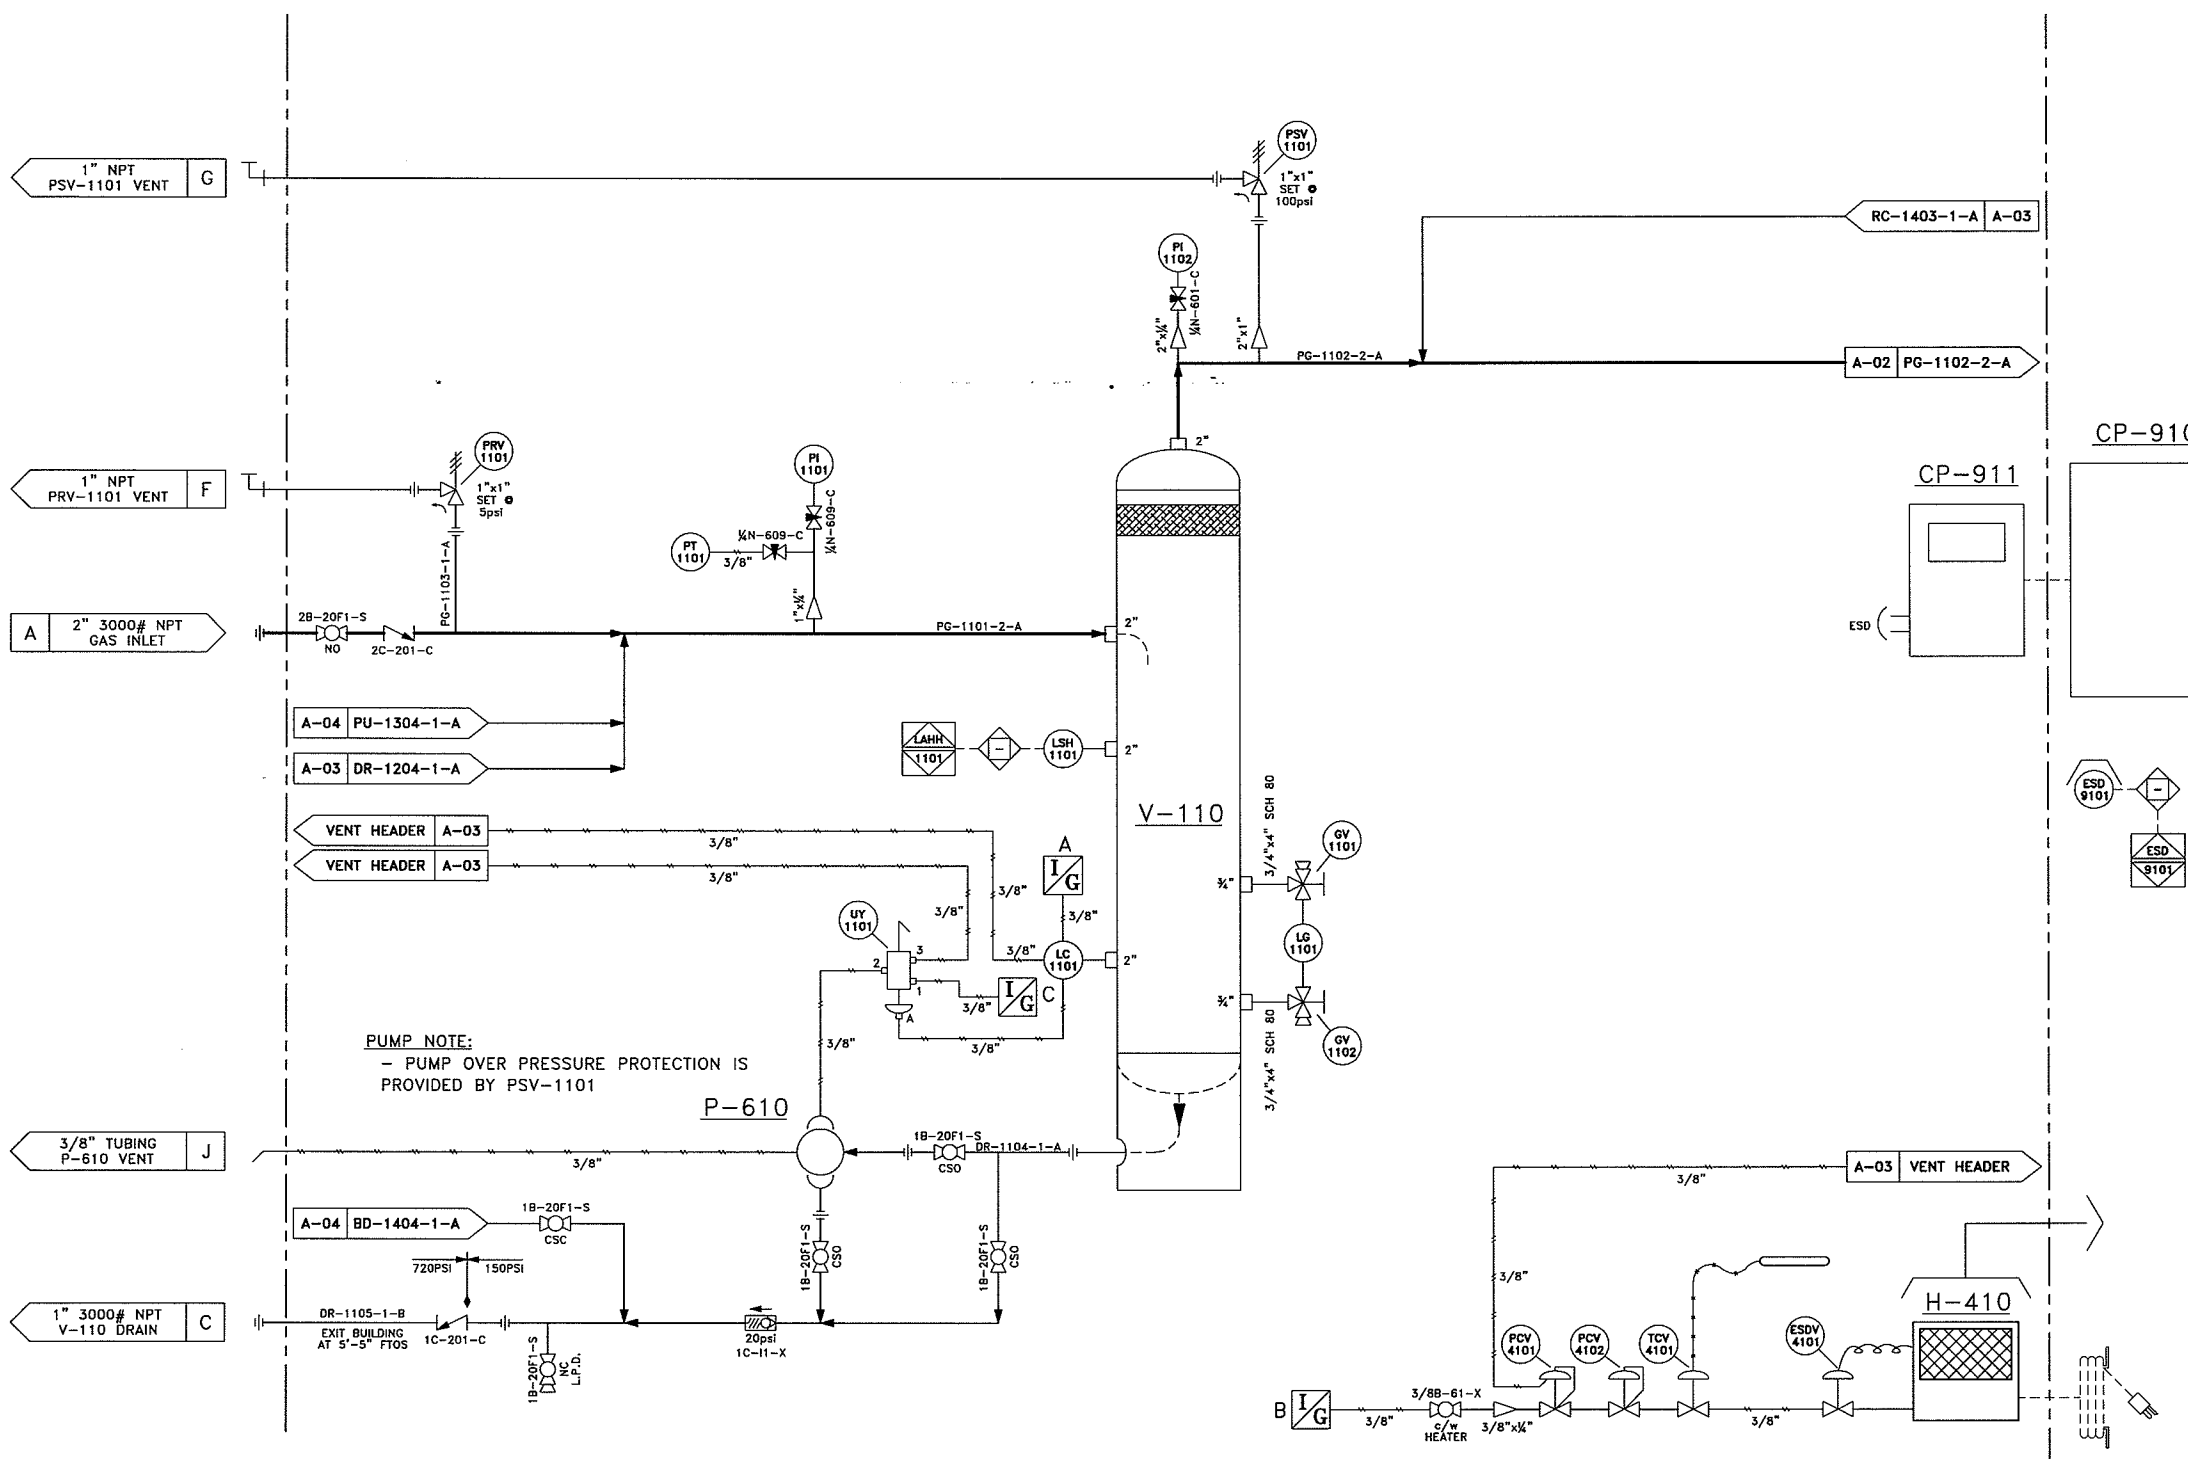 PSV
1101
1" NPT
PSV-1101 VENT
G
1"x1"
SET @
100psi
RC-1403-1-A
A-03
PI
1102
¼N-601-C
2"x¼"
2"x1"
PG-1102-2-A
A-02
PG-1102-2-A
CP-910
CP-911
ESD
2"
PRV
1101
1" NPT
PRV-1101 VENT
F
1"x1"
SET @
5psi
PI
1101
¼N-609-C
¼N-609-C
PT
1101
3/8"
PG-1103-1-A
1"x¼"
A
2" 3000# NPT
GAS INLET
2B-20F1-S
NO
2C-201-C
PG-1101-2-A
2"
A-04
PU-1304-1-A
A-03
DR-1204-1-A
LAHH
1101
-
LSH
1101
2"
ESD
9101
-
ESD
9101
V-110
3/4"x4" SCH 80
GV
1101
VENT HEADER
A-03
3/8"
VENT HEADER
A-03
3/8"
A
I/G
3/8"
3/8"
3/8"
¾"
UY
1101
3
2
1
A
3/8"
LC
1101
2"
LG
1101
I/G
C
3/8"
3/8"
3/8"
¾"
3/4"x4" SCH 80
GV
1102
PUMP NOTE:
- PUMP OVER PRESSURE PROTECTION IS
PROVIDED BY PSV-1101
P-610
3/8" TUBING
P-610 VENT
J
3/8"
1B-20F1-S
CSO
DR-1104-1-A
A-03
VENT HEADER
3/8"
A-04
BD-1404-1-A
1B-20F1-S
CSC
1B-20F1-S
CSO
1B-20F1-S
CSO
720PSI
150PSI
1" 3000# NPT
V-110 DRAIN
C
DR-1105-1-B
EXIT BUILDING
AT 5'-5" FTOS
1C-201-C
1B-20F1-S
NC
L.P.D.
20psi
1C-I1-X
3/8"
H-410
PCV
4101
PCV
4102
TCV
4101
ESDV
4101
B
I/G
3/8"
3/8B-61-X
c/w
HEATER
3/8"x¼"
3/8"